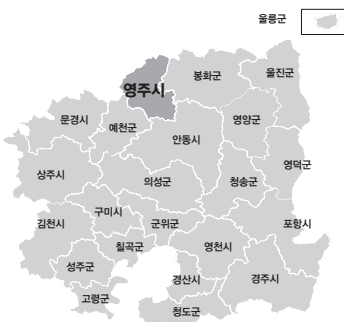 울릉군
봉화군
울진군
영주시
문경시
예천군
영양군
안동시
영덕군
상주시
의성군
청송군
구미시
김천시
군위군
포항시
칠곡군
영천시
성주군
경산시
경주시
고령군
청도군